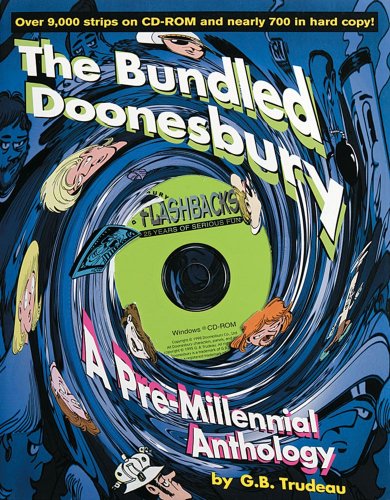 Over 9,000 strips on CD-ROM and nearly 700 in hard copy!
The Bundled
Doonesbury
FLASHBACKS
25 YEARS OF SERIOUS FUN
Windows ® CD-ROM
A Pre-Millennial
Anthology
by G.B. Trudeau